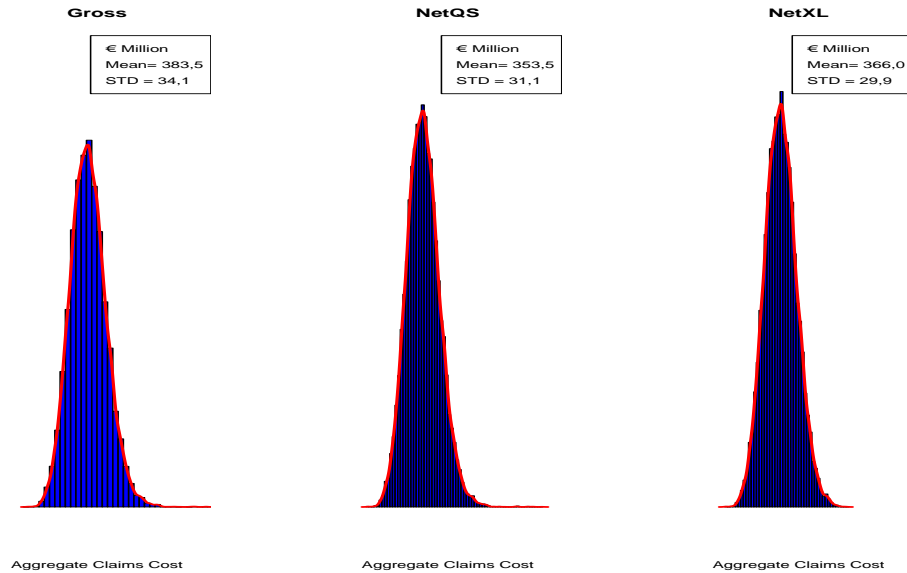 Gross
€ Million
Mean= 383,5
STD = 34,1
Aggregate Claims Cost
NetQS
€ Million
Mean= 353,5
STD = 31,1
Aggregate Claims Cost
NetXL
€ Million
Mean= 366,0
STD = 29,9
Aggregate Claims Cost